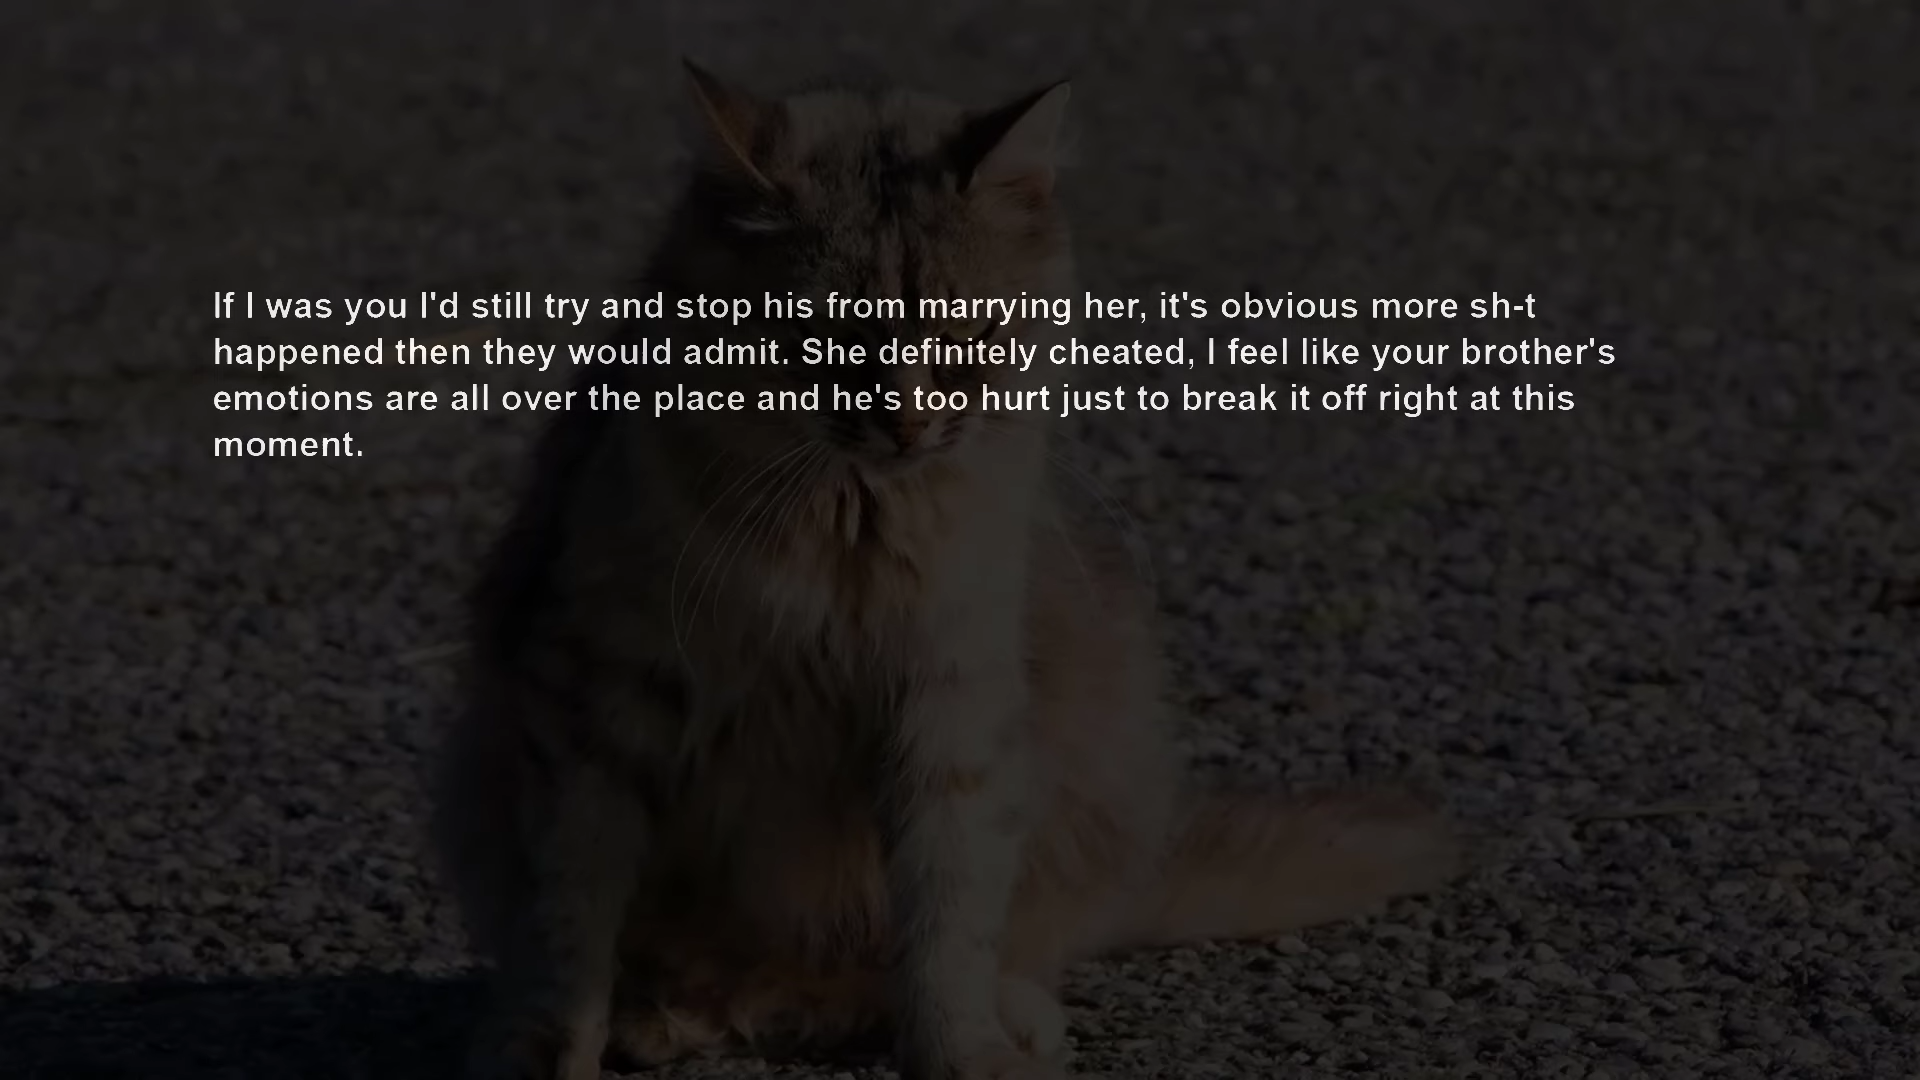 If I was you I'd still try and stop his from marrying her, it's obvious more sh-t
happened then they would admit. She definitely cheated, I feel like your brother's
emotions are all over the place and he's too hurt just to break it off right at this
moment.